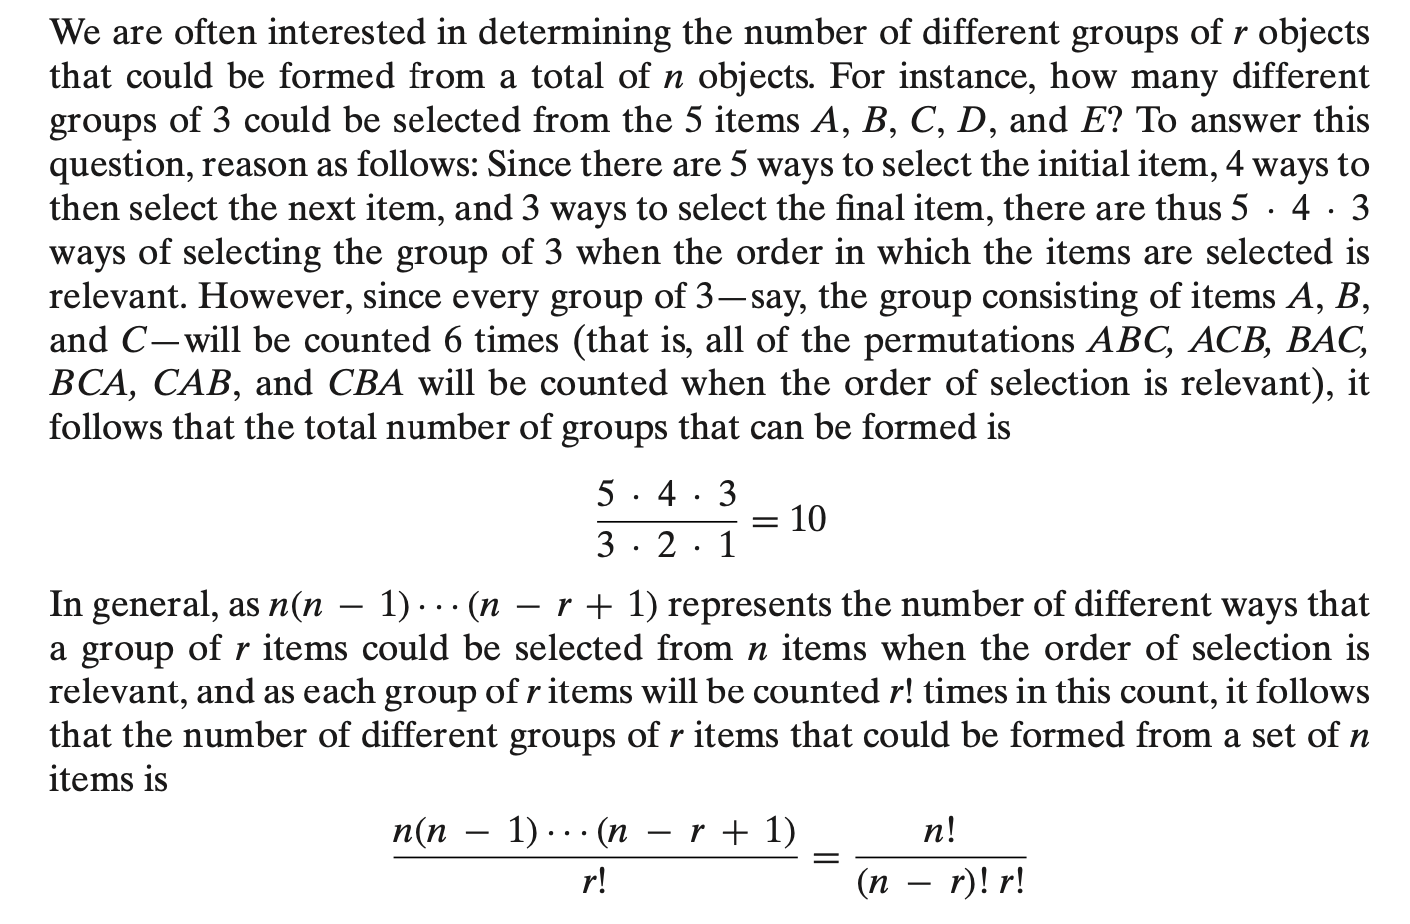 We are often interested in determining the number of different groups of r objects
that could be formed from a total of n objects. For instance, how many different
groups of 3 could be selected from the 5 items A, B, C, D, and E? To answer this
question, reason as follows: Since there are 5 ways to select the initial item, 4 ways to
then select the next item, and 3 ways to select the final item, there are thus 5 · 4 · 3
ways of selecting the group of 3 when the order in which the items are selected is
relevant. However, since every group of 3—say, the group consisting of items A, B,
and C—will be counted 6 times (that is, all of the permutations ABC, ACB, BAC,
BCA, CAB, and CBA will be counted when the order of selection is relevant), it
follows that the total number of groups that can be formed is
5 · 4 · 3
3 · 2 · 1
= 10
In general, as n(n − 1) · · · (n − r + 1) represents the number of different ways that
a group of r items could be selected from n items when the order of selection is
relevant, and as each group of r items will be counted r! times in this count, it follows
that the number of different groups of r items that could be formed from a set of n
items is
n(n − 1) · · · (n − r + 1)
r!
=
n!
(n − r)! r!